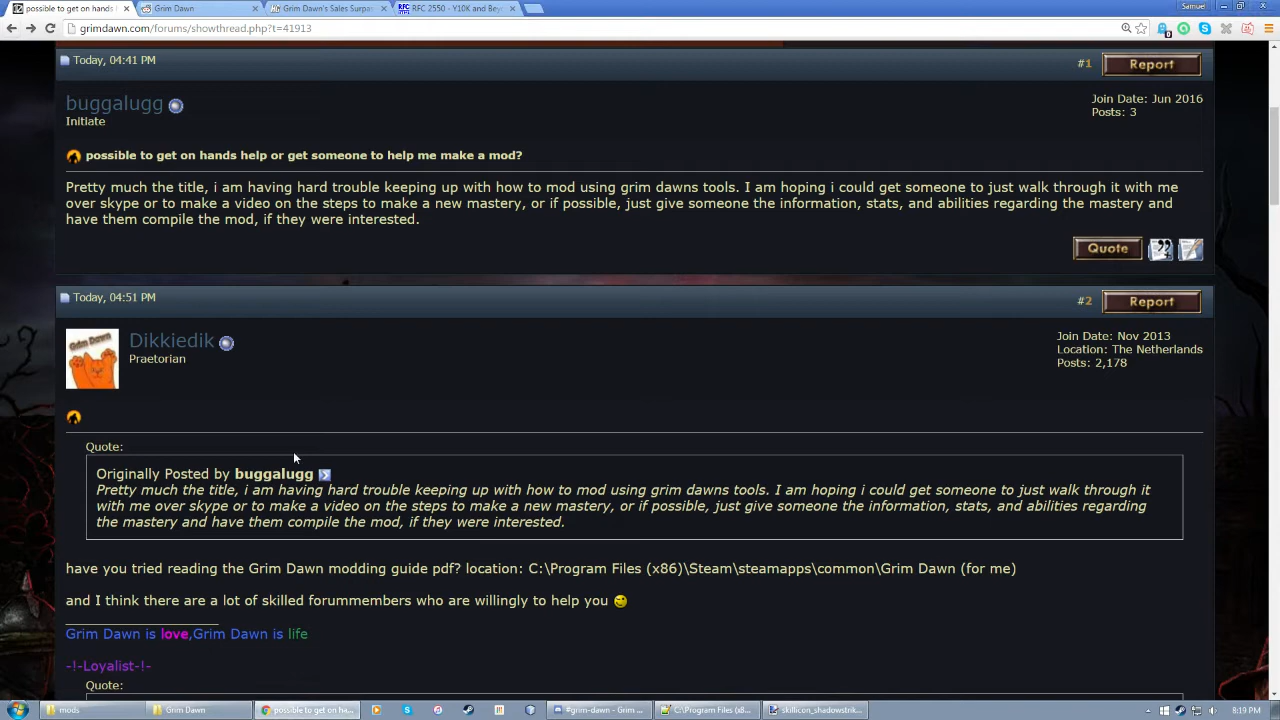 possible to get on hands h
Grim Dawn
Grim Dawn's Sales Surpas
RFC 2550 - Y10K and Beyo
Samuel
grimdawn.com/forums/showthread.php?t=41913
Today, 04:41 PM
#1
Report
buggalugg
Initiate
Join Date: Jun 2016
Posts: 3
possible to get on hands help or get someone to help me make a mod?
Pretty much the title, i am having hard trouble keeping up with how to mod using grim dawns tools. I am hoping i could get someone to just walk through it with me
over skype or to make a video on the steps to make a new mastery, or if possible, just give someone the information, stats, and abilities regarding the mastery and
have them compile the mod, if they were interested.
Quote
Today, 04:51 PM
#2
Report
Dikkiedik
Praetorian
Join Date: Nov 2013
Location: The Netherlands
Posts: 2,178
Quote:
Originally Posted by buggalugg
Pretty much the title, i am having hard trouble keeping up with how to mod using grim dawns tools. I am hoping i could get someone to just walk through it
with me over skype or to make a video on the steps to make a new mastery, or if possible, just give someone the information, stats, and abilities regarding
the mastery and have them compile the mod, if they were interested.
have you tried reading the Grim Dawn modding guide pdf? location: C:\Program Files (x86)\Steam\steamapps\common\Grim Dawn (for me)
and I think there are a lot of skilled forummembers who are willingly to help you
Grim Dawn is love,Grim Dawn is life
-!-Loyalist-!-
Quote:
mods
Grim Dawn
possible to get on ha...
#grim-dawn - Grim ...
C:\Program Files (x8...
skillicon_shadowstrik...
8:19 PM